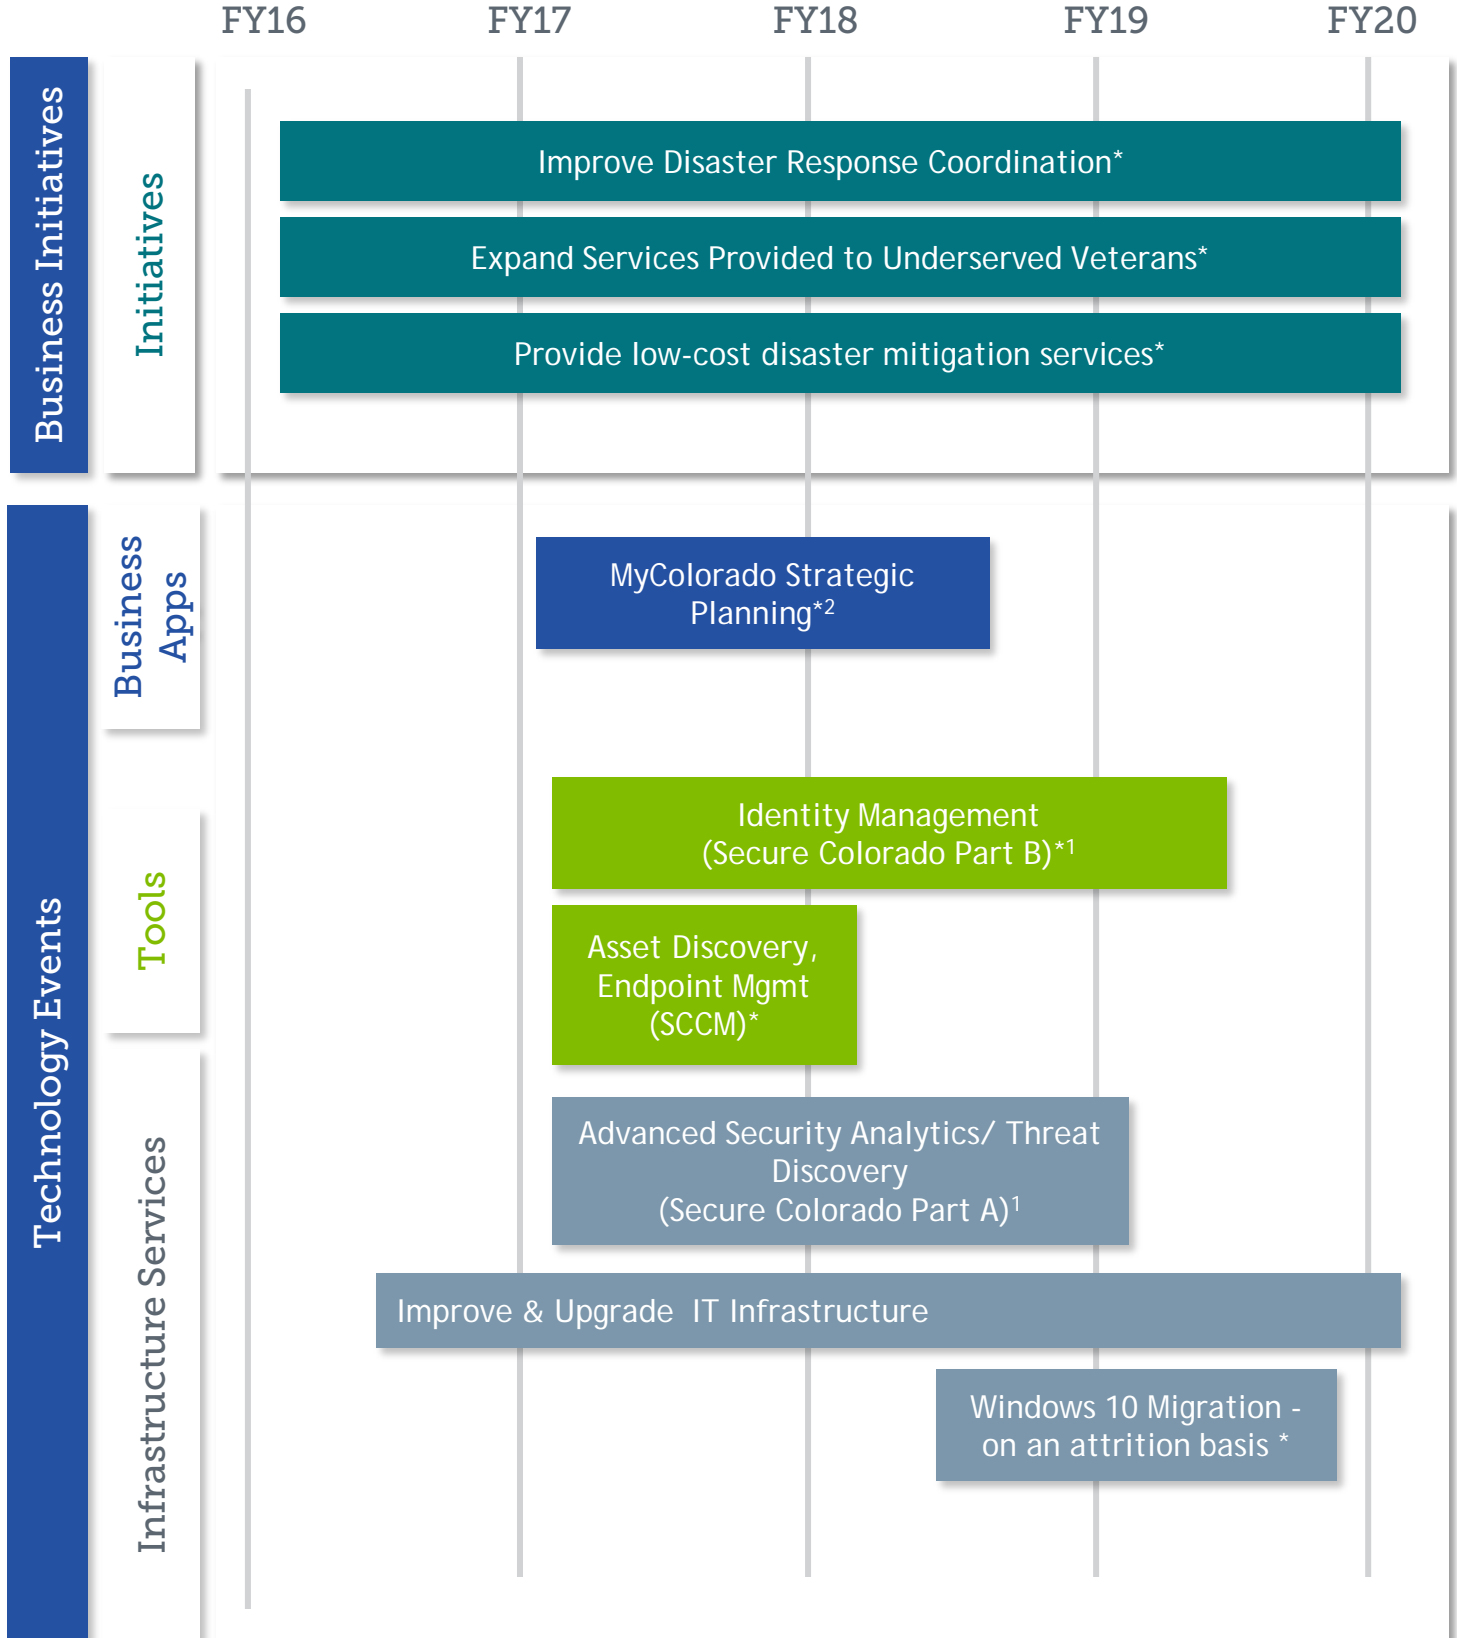 FY16 FY17 FY18 FY19 FY20
Business Initiatives
Initiatives
Improve Disaster Response Coordination*
Expand Services Provided to Underserved Veterans*
Provide low-cost disaster mitigation services*
Technology Events
Business
Apps
MyColorado Strategic
Planning*2
Tools
Identity Management
(Secure Colorado Part B)*1
Asset Discovery,
Endpoint Mgmt
(SCCM)*
Infrastructure Services
Advanced Security Analytics/ Threat
Discovery
(Secure Colorado Part A)1
Improve & Upgrade  IT Infrastructure
Windows 10 Migration -
on an attrition basis *